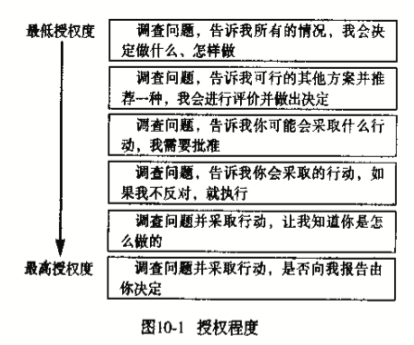 最低授权度
调查问题，告诉我所有的情况，我会决
定做什么、怎样做
调查问题，告诉我可行的其他方案并推
荐一种，我会进行评价并做出决定
调查问题，告诉我你可能会采取什么行
动，我需要批准
调查问题，告诉我你会采取的行动，如
果我不反对，就执行
调查问题并采取行动，让我知道你是怎
么做的
最高授权度
调查问题并采取行动，是否向我报告由
你决定
图10-1 授权程度